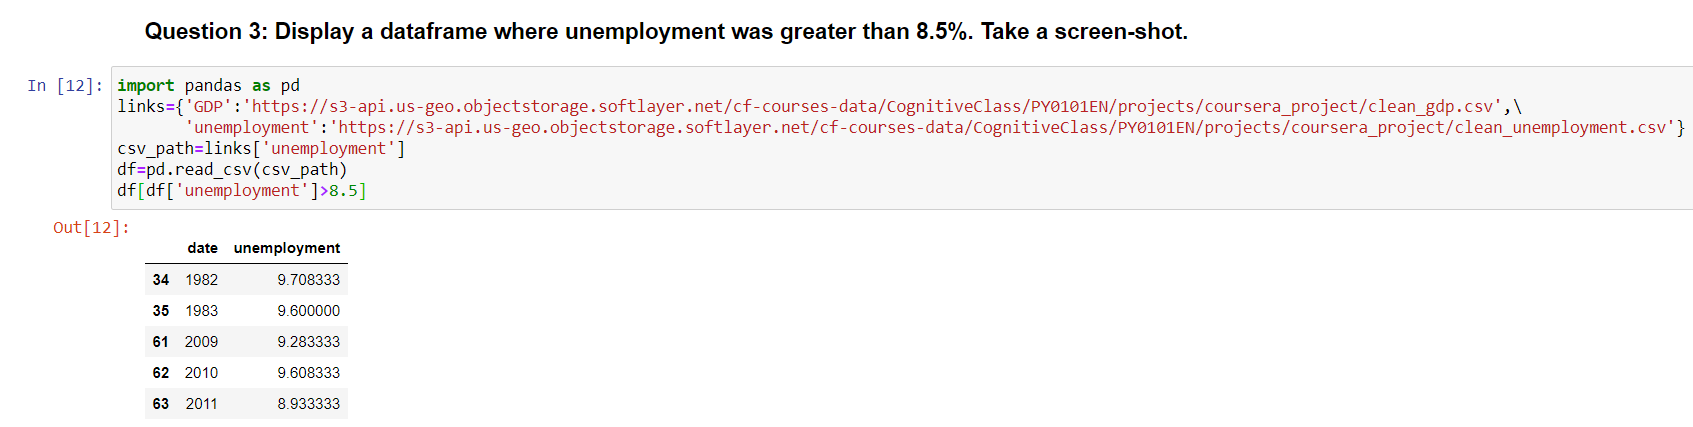 Question 3: Display a dataframe where unemployment was greater than 8.5%. Take a screen-shot.
In [12]: import pandas as pd
links={'GDP':'https://s3-api.us-geo.objectstorage.softlayer.net/cf-courses-data/CognitiveClass/PY0101EN/projects/coursera_project/clean_gdp.csv',\
       'unemployment':'https://s3-api.us-geo.objectstorage.softlayer.net/cf-courses-data/CognitiveClass/PY0101EN/projects/coursera_project/clean_unemployment.csv'}
csv_path=links['unemployment']
df=pd.read_csv(csv_path)
df[df['unemployment']>8.5]
Out[12]:
date unemployment
34 1982 9.708333
35 1983 9.600000
61 2009 9.283333
62 2010 9.608333
63 2011 8.933333